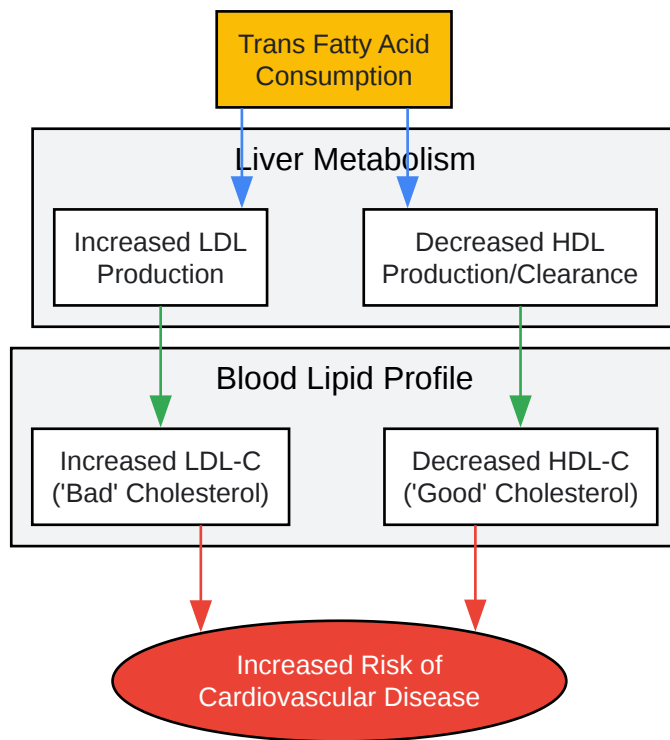 Trans Fatty Acid
Consumption
Liver Metabolism
Increased LDL
Production
Decreased HDL
Production/Clearance
Blood Lipid Profile
Increased LDL-C
('Bad' Cholesterol)
Decreased HDL-C
('Good' Cholesterol)
Increased Risk of
Cardiovascular Disease